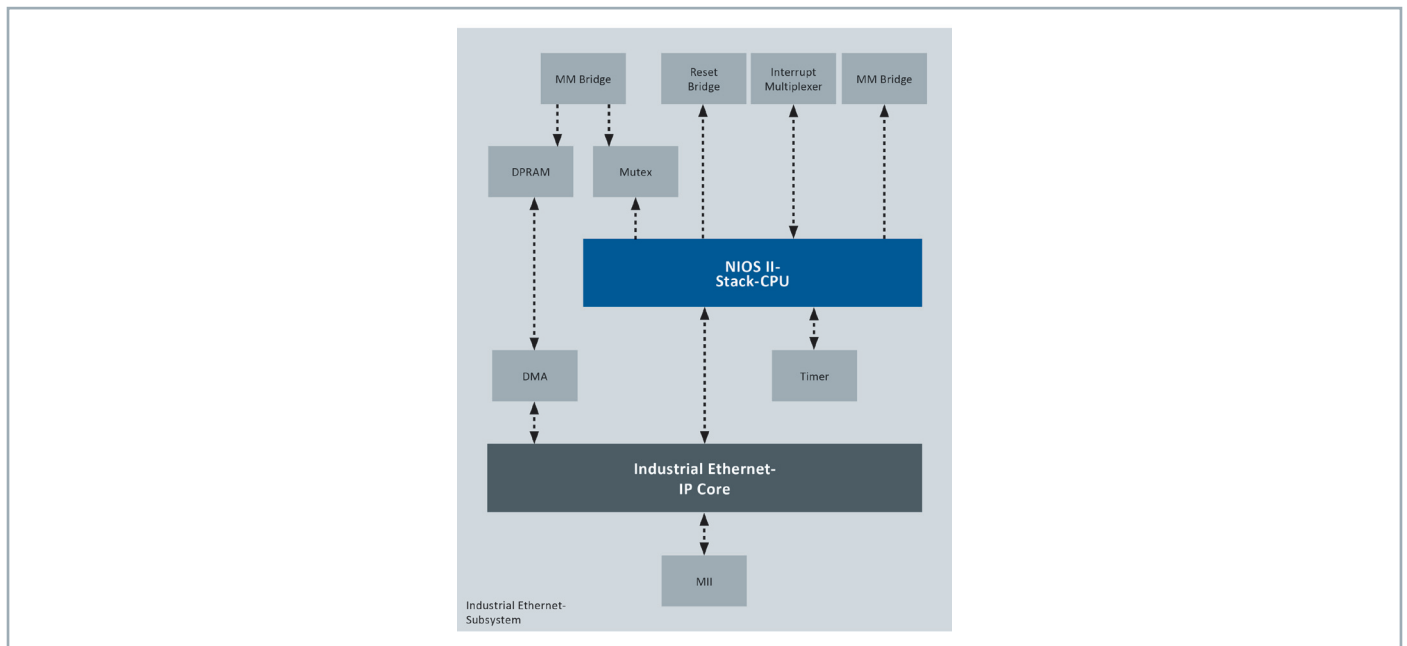 MM Bridge
Reset
Bridge
Interrupt
Multiplexer
MM Bridge
DPRAM
Mutex
NIOS II-
Stack-CPU
DMA
Timer
Industrial Ethernet-
IP Core
MII
Industrial Ethernet-
Subsystem